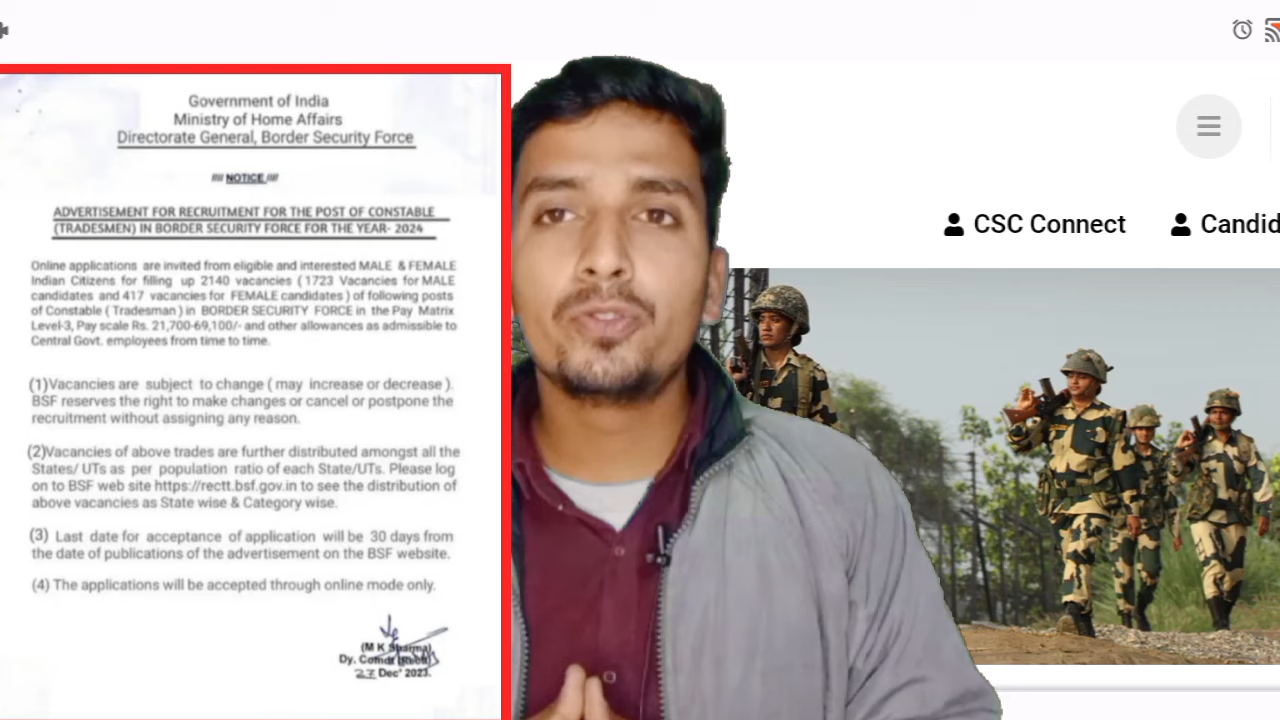 Government of India
Ministry of Home Affairs
Directorate General, Border Security Force
//// NOTICE ////
ADVERTISEMENT FOR RECRUITMENT FOR THE POST OF CONSTABLE
(TRADESMEN) IN BORDER SECURITY FORCE FOR THE YEAR- 2024
Online applications are invited from eligible and interested MALE & FEMALE
Indian Citizens for filling up 2140 vacancies ( 1723 Vacancies for MALE
candidates and 417 vacancies for FEMALE candidates ) of following posts
of Constable ( Tradesman ) in BORDER SECURITY FORCE in the Pay Matrix
Level-3, Pay scale Rs. 21,700-69,100/- and other allowances as admissible to
Central Govt. employees from time to time.
(1)Vacancies are subject to change ( may increase or decrease ).
BSF reserves the right to make changes or cancel or postpone the
recruitment without assigning any reason.
(2)Vacancies of above trades are further distributed amongst all the
States/ UTs as per population ratio of each State/UTs. Please log
on to BSF web site https://rectt.bsf.gov.in to see the distribution of
above vacancies as State wise & Category wise.
(3) Last date for acceptance of application will be 30 days from
the date of publications of the advertisement on the BSF website.
(4) The applications will be accepted through online mode only.
(M K Sharma)
Dy. Comdt (Rectt)
27 Dec' 2023.
CSC Connect
Candid